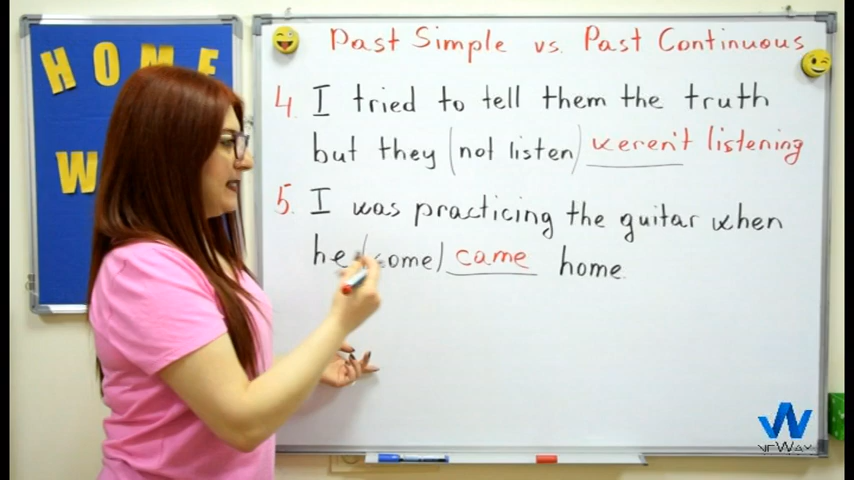 HOME
W
Past Simple vs. Past Continuous
4. I tried to tell them the truth
but they (not listen) weren't listening
5. I was practicing the guitar when
he (come) came home.
NEWAY